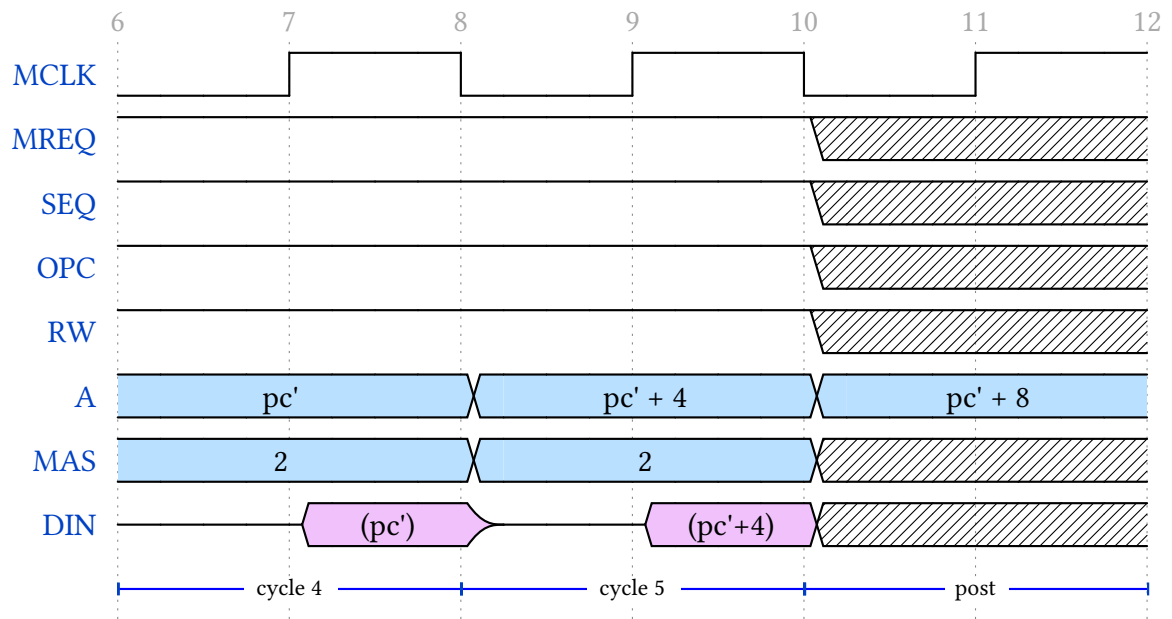 6 7 8 9 10 11 12
MCLK
MREQ
SEQ
OPC
RW
A pc' pc' + 4 pc' + 8
MAS 2 2
DIN (pc') (pc'+4)
cycle 4 cycle 5 post